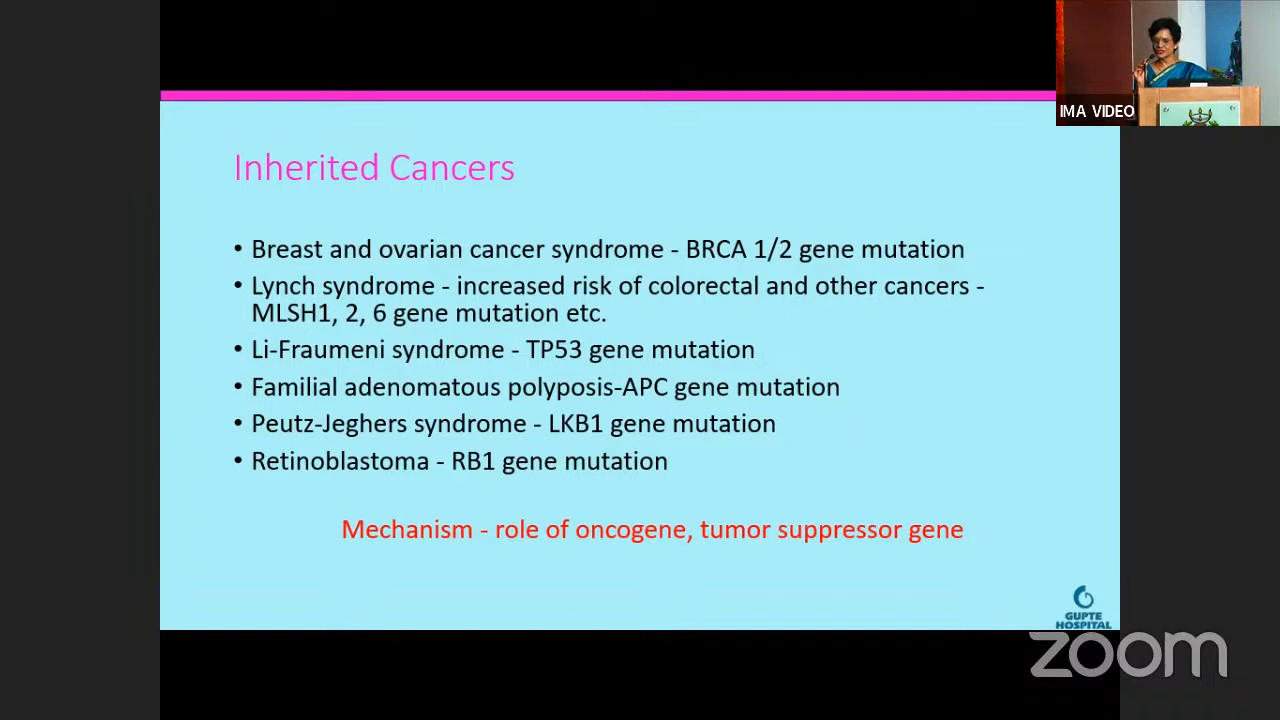 IMA VIDEO
Inherited Cancers
• Breast and ovarian cancer syndrome - BRCA 1/2 gene mutation
• Lynch syndrome - increased risk of colorectal and other cancers -
MLSH1, 2, 6 gene mutation etc.
• Li-Fraumeni syndrome - TP53 gene mutation
• Familial adenomatous polyposis-APC gene mutation
• Peutz-Jeghers syndrome - LKB1 gene mutation
• Retinoblastoma - RB1 gene mutation
Mechanism - role of oncogene, tumor suppressor gene
GUPTE
HOSPITAL
zoom